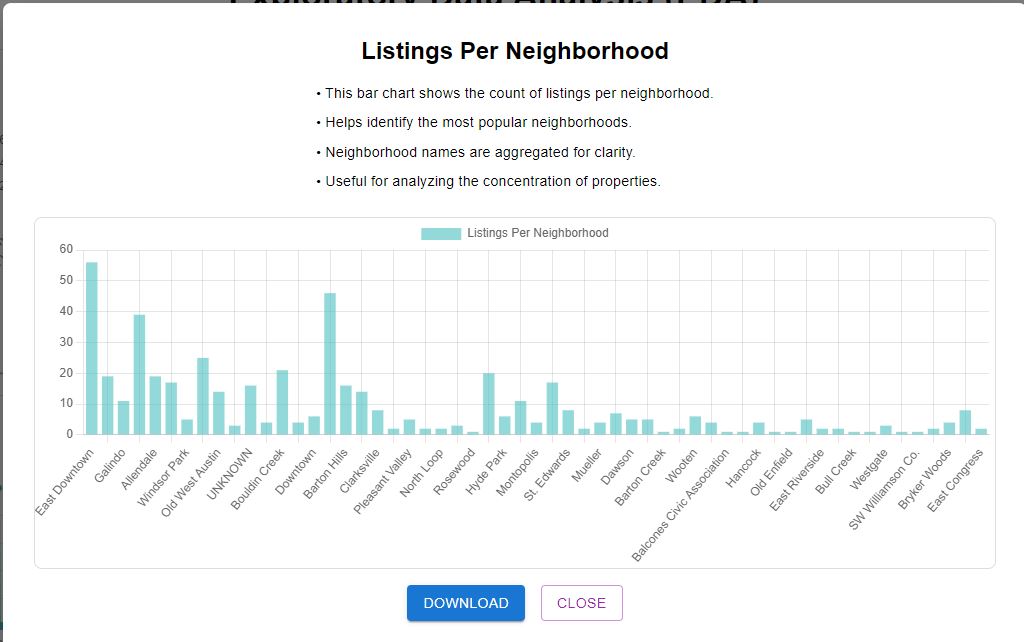 Exploratory Data Analysis (EDA)
Listings Per Neighborhood
• This bar chart shows the count of listings per neighborhood.
• Helps identify the most popular neighborhoods.
• Neighborhood names are aggregated for clarity.
• Useful for analyzing the concentration of properties.
Listings Per Neighborhood
60
50
40
30
20
10
0
East Downtown
Galindo
Allendale
Windsor Park
Old West Austin
UNKNOWN
Bouldin Creek
Downtown
Barton Hills
Clarksville
Pleasant Valley
North Loop
Rosewood
Hyde Park
Montopolis
St. Edwards
Mueller
Dawson
Barton Creek
Wooten
Balcones Civic Association
Hancock
Old Enfield
East Riverside
Bull Creek
Westgate
SW Williamson Co.
Bryker Woods
East Congress
DOWNLOAD
CLOSE